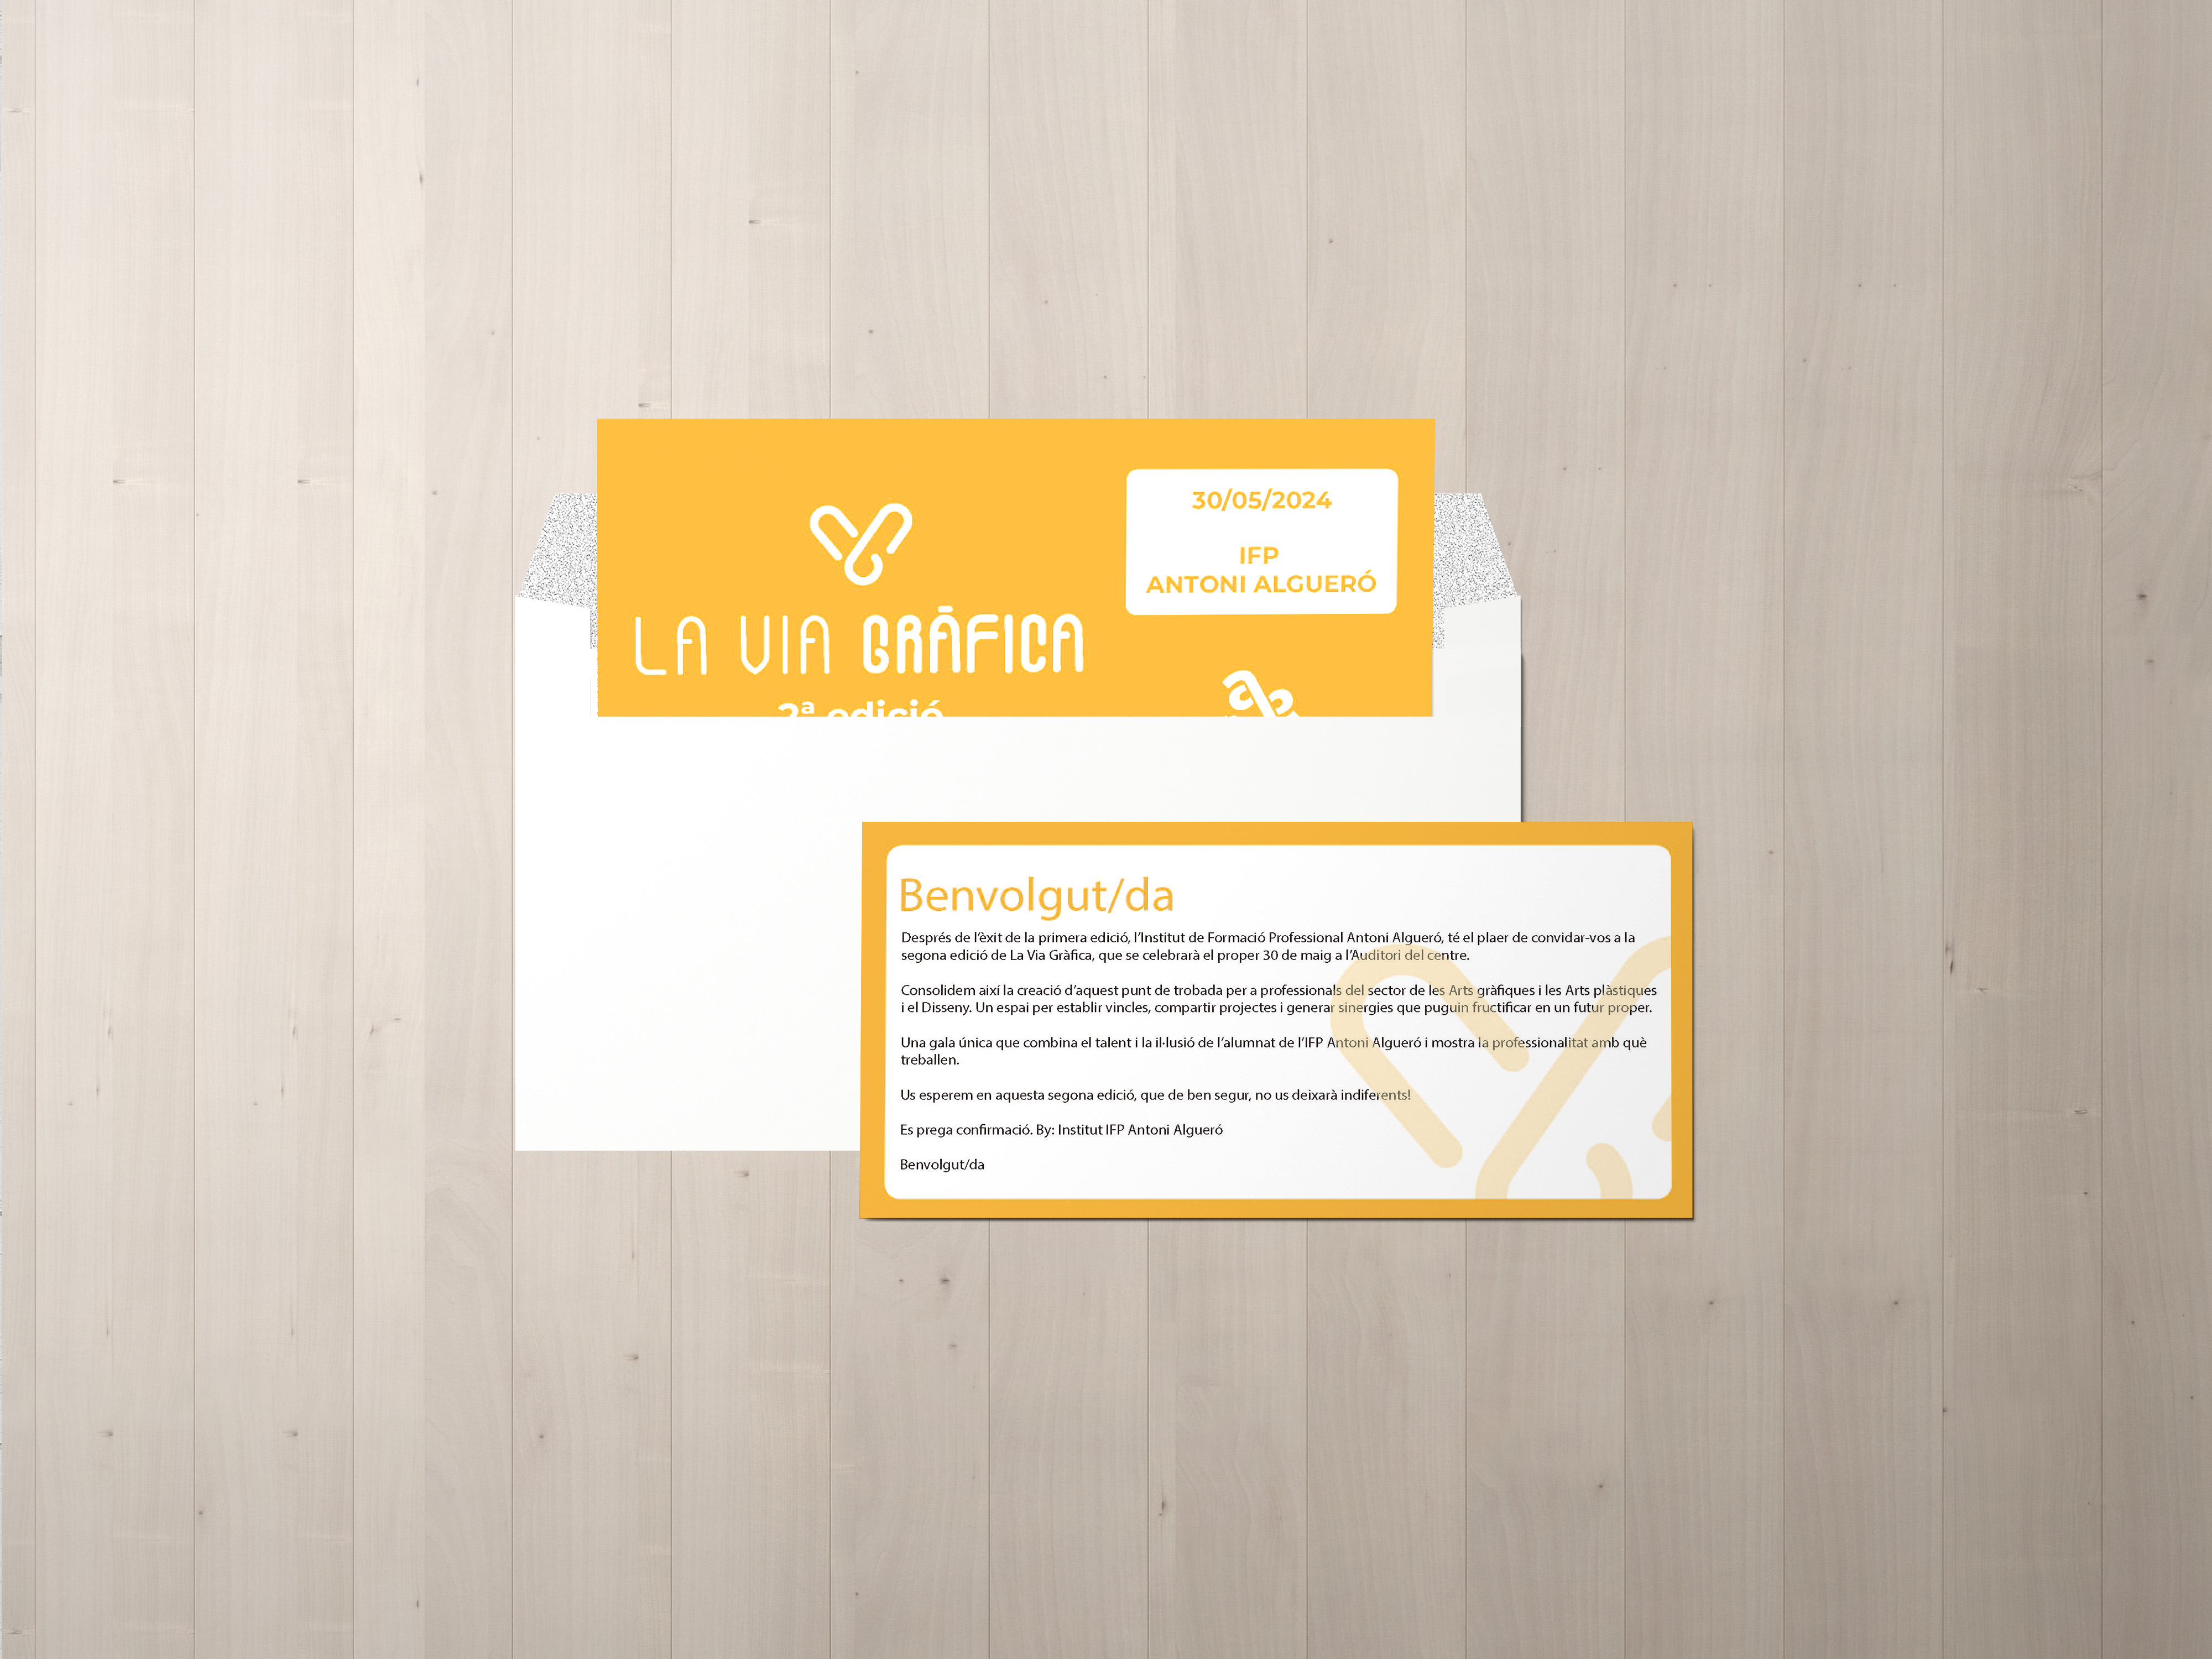 LA VIA GRÀFICA
2ª edició
30/05/2024
IFP
ANTONI ALGUERÓ
Benvolgut/da
Després de l'èxit de la primera edició, l'Institut de Formació Professional Antoni Algueró, té el plaer de convidar-vos a la
segona edició de La Via Gràfica, que se celebrarà el proper 30 de maig a l'Auditori del centre.
Consolidem així la creació d'aquest punt de trobada per a professionals del sector de les Arts gràfiques i les Arts plàstiques
i el Disseny. Un espai per establir vincles, compartir projectes i generar sinergies que puguin fructificar en un futur proper.
Una gala única que combina el talent i la il·lusió de l'alumnat de l'IFP Antoni Algueró i mostra la professionalitat amb què
treballen.
Us esperem en aquesta segona edició, que de ben segur, no us deixarà indiferents!
Es prega confirmació. By: Institut IFP Antoni Algueró
Benvolgut/da